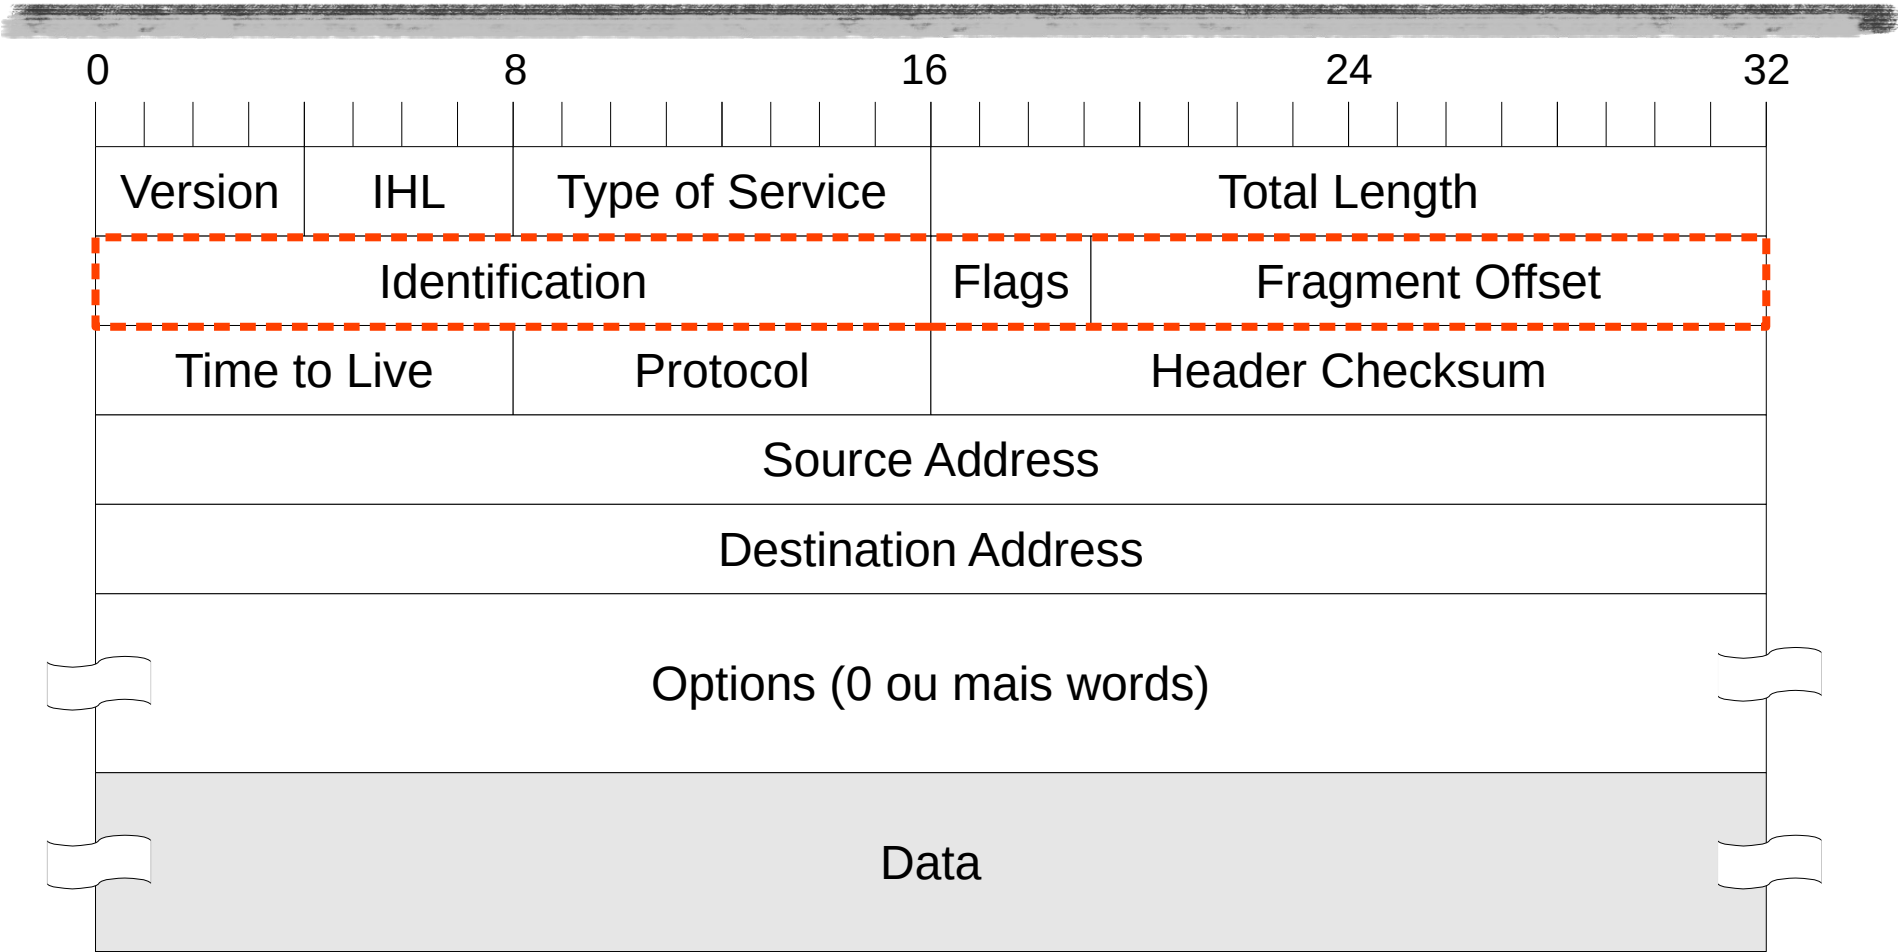 0 8 16 24 32
Version IHL Type of Service Total Length
Identification Flags Fragment Offset
Time to Live Protocol Header Checksum
Source Address
Destination Address
Options (0 ou mais words)
Data